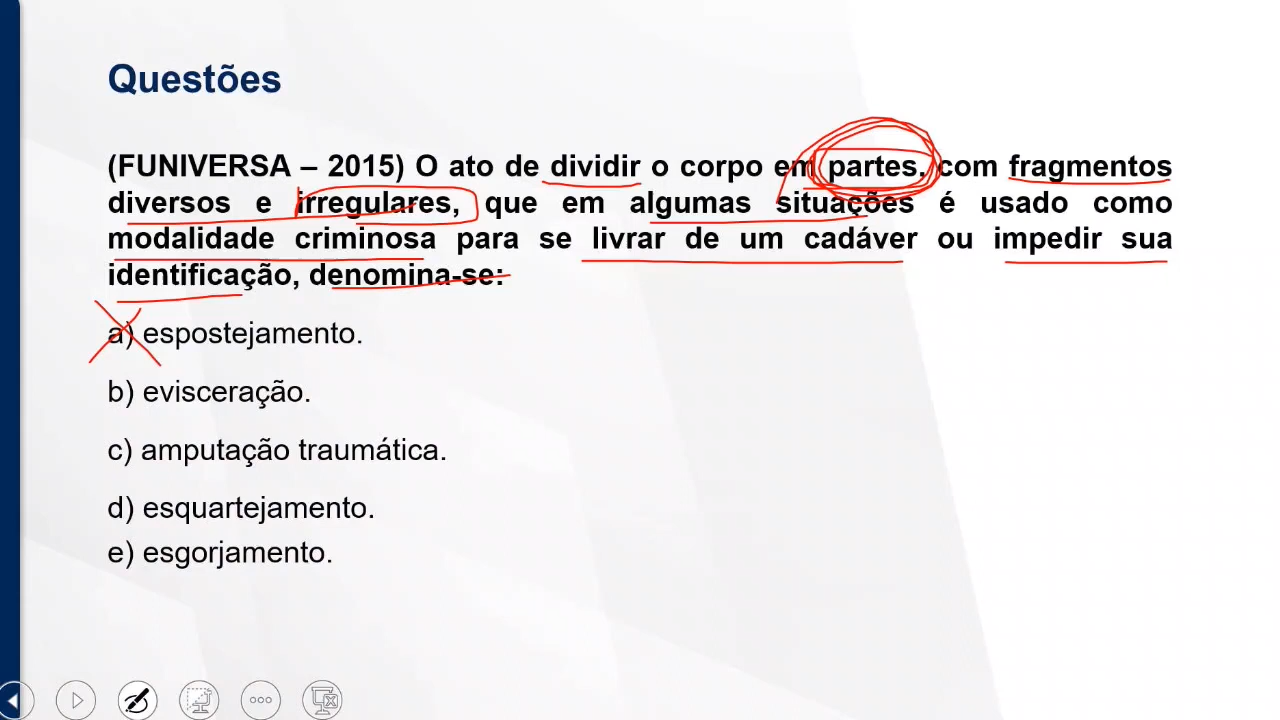 Questões
(FUNIVERSA – 2015) O ato de dividir o corpo em partes, com fragmentos
diversos e irregulares, que em algumas situações é usado como
modalidade criminosa para se livrar de um cadáver ou impedir sua
identificação, denomina-se:
a) espostejamento.
b) evisceração.
c) amputação traumática.
d) esquartejamento.
e) esgorjamento.